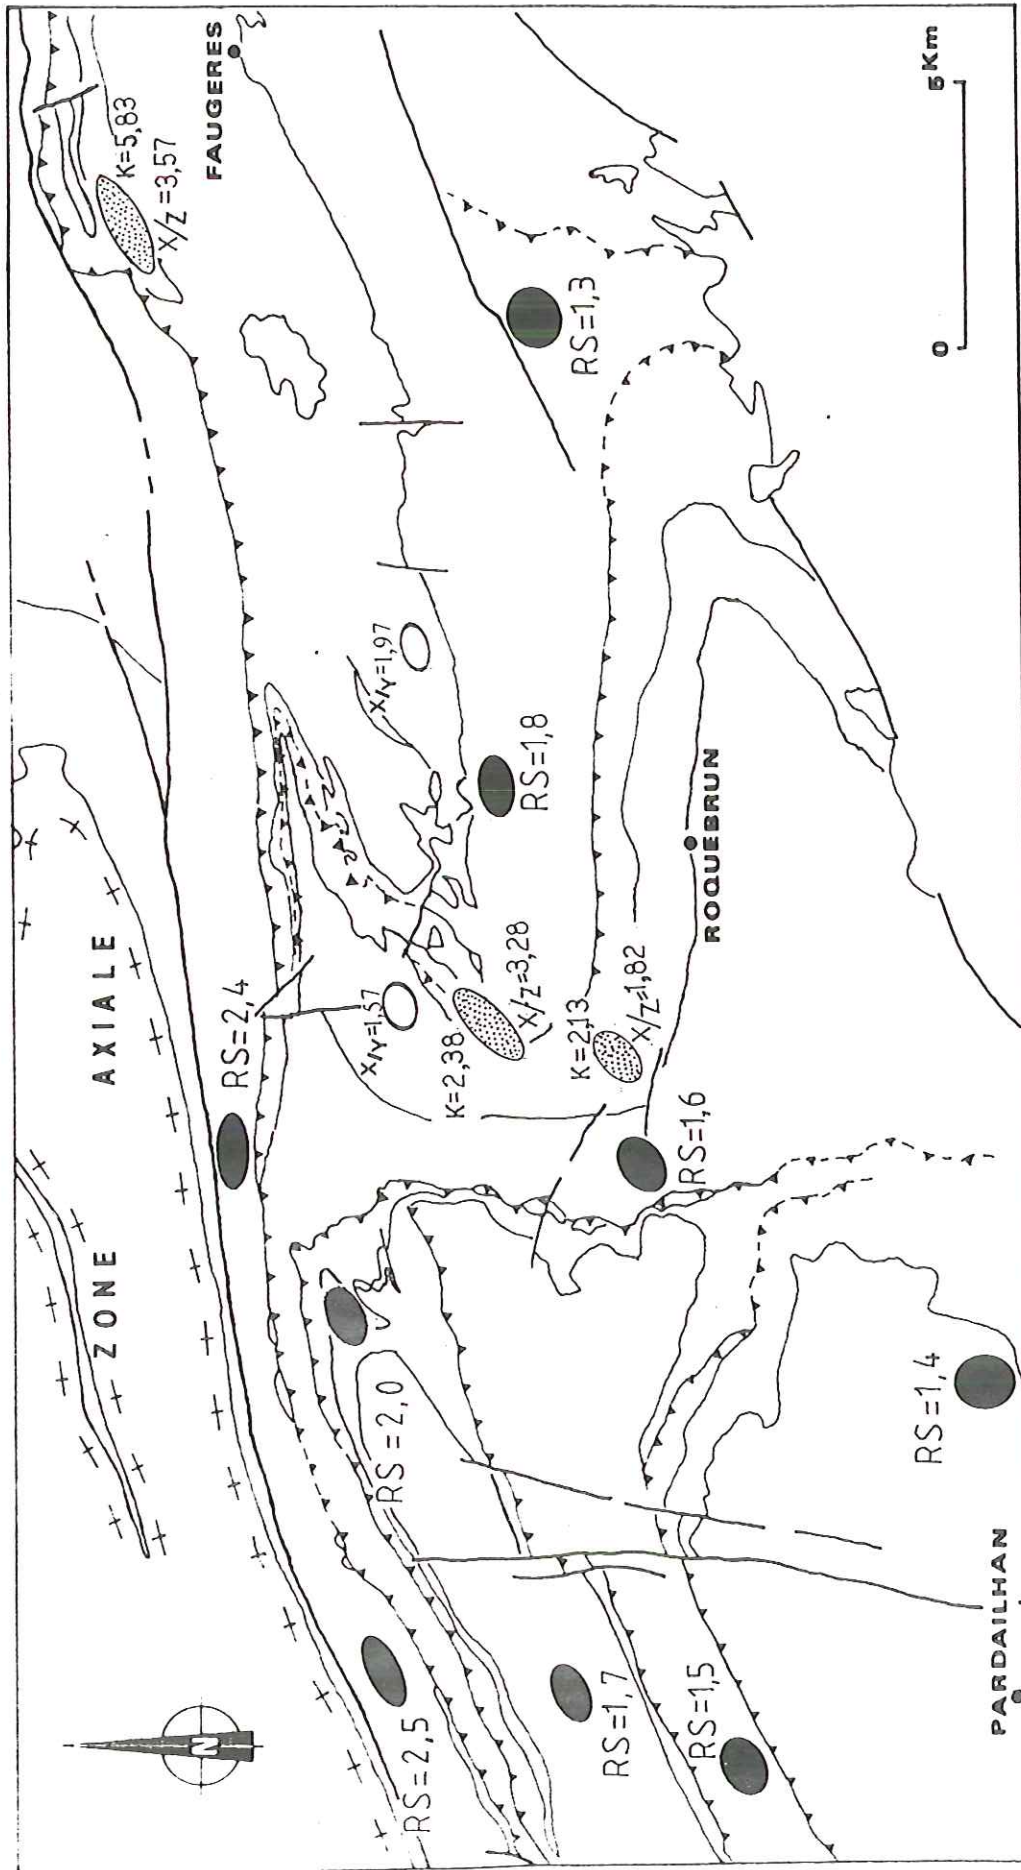 ZONE AXIALE
N
FAUGERES
K=5,83
X/Z=3,57
RS=2,4
RS=2,5
RS=2,0
X/Y=1,57
X/Y=1,97
K=2,38
X/Z=3,28
RS=1,8
RS=1,3
RS=1,7
K=2,13
X/Z=1,82
RS=1,6
RS=1,5
ROQUEBRUN
RS=1,4
PARDAILHAN
0
5Km